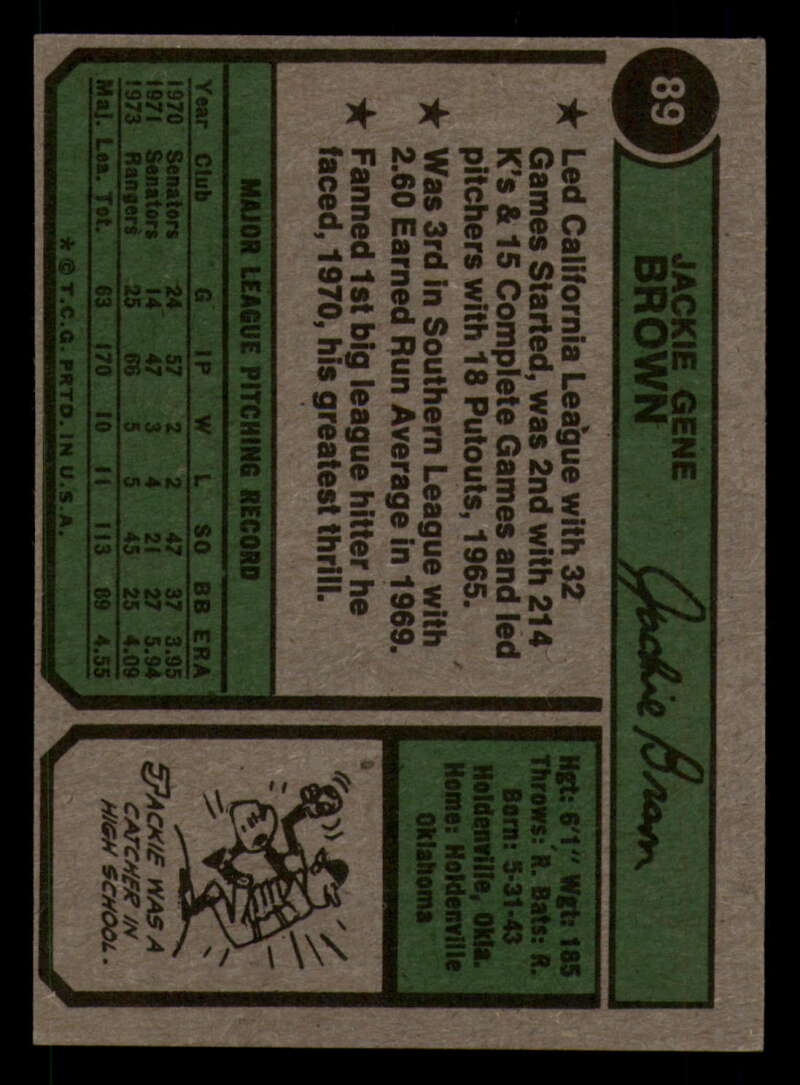 89
JACKIE GENE
BROWN
Jackie Brown
★ Led California League with 32
Games Started, was 2nd with 214
K's & 15 Complete Games and led
pitchers with 18 Putouts, 1965.
★ Was 3rd in Southern League with
2.60 Earned Run Average in 1969.
★ Fanned 1st big league hitter he
faced, 1970, his greatest thrill.
MAJOR LEAGUE PITCHING RECORD
Year Club G IP W L SO BB ERA
1970 Senators 24 57 2 2 47 37 3.95
1971 Senators 14 47 3 4 21 27 5.94
1973 Rangers 25 66 5 5 45 25 4.09
Maj. Lea. Tot. 63 170 10 11 113 89 4.55
* © T.C.G. PRTD. IN U.S.A.
Hgt: 6'1" Wgt: 185
Throws: R. Bats: R.
Born: 5-31-43
Holdenville, Okla.
Home: Holdenville
Oklahoma
JACKIE WAS A
CATCHER IN
HIGH SCHOOL.